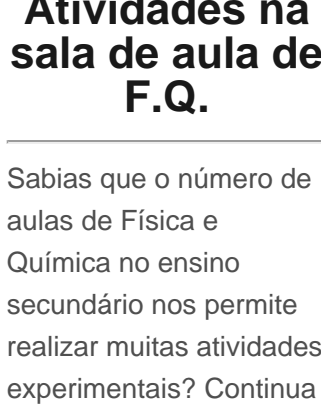 Atividades na
sala de aula de
F.Q.
Sabias que o número de
aulas de Física e
Química no ensino
secundário nos permite
realizar muitas atividades
experimentais? Continua